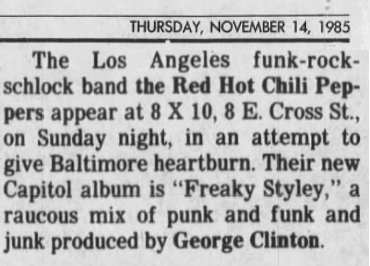 THURSDAY, NOVEMBER 14, 1985
The Los Angeles funk-rock-
schlock band the Red Hot Chili Pep-
pers appear at 8 X 10, 8 E. Cross St.,
on Sunday night, in an attempt to
give Baltimore heartburn. Their new
Capitol album is "Freaky Styley," a
raucous mix of punk and funk and
junk produced by George Clinton.